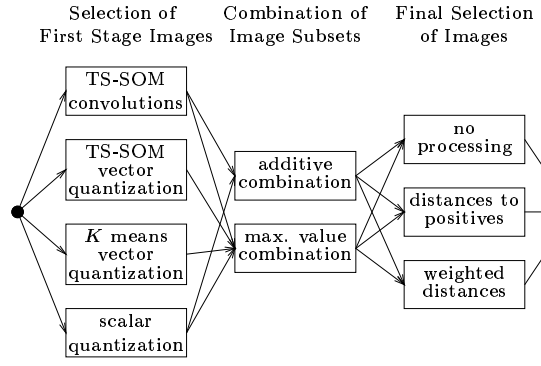 Selection of
First Stage Images
Combination of
Image Subsets
Final Selection
of Images
TS-SOM
convolutions
TS-SOM
vector
quantization
K means
vector
quantization
scalar
quantization
additive
combination
max. value
combination
no
processing
distances to
positives
weighted
distances